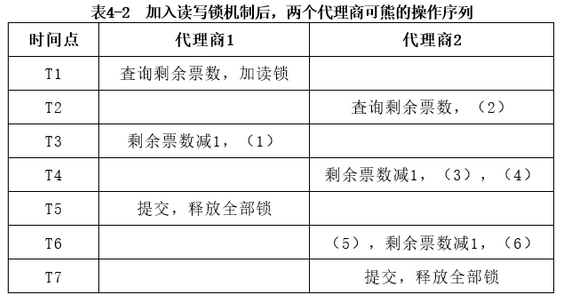 表4-2 加入读写锁机制后，两个代理商可熊的操作序列
时间点 代理商1 代理商2
T1 查询剩余票数，加读锁
T2 查询剩余票数，（2）
T3 剩余票数减1，（1）
T4 剩余票数减1，（3），（4）
T5 提交，释放全部锁
T6 （5），剩余票数减1，（6）
T7 提交，释放全部锁